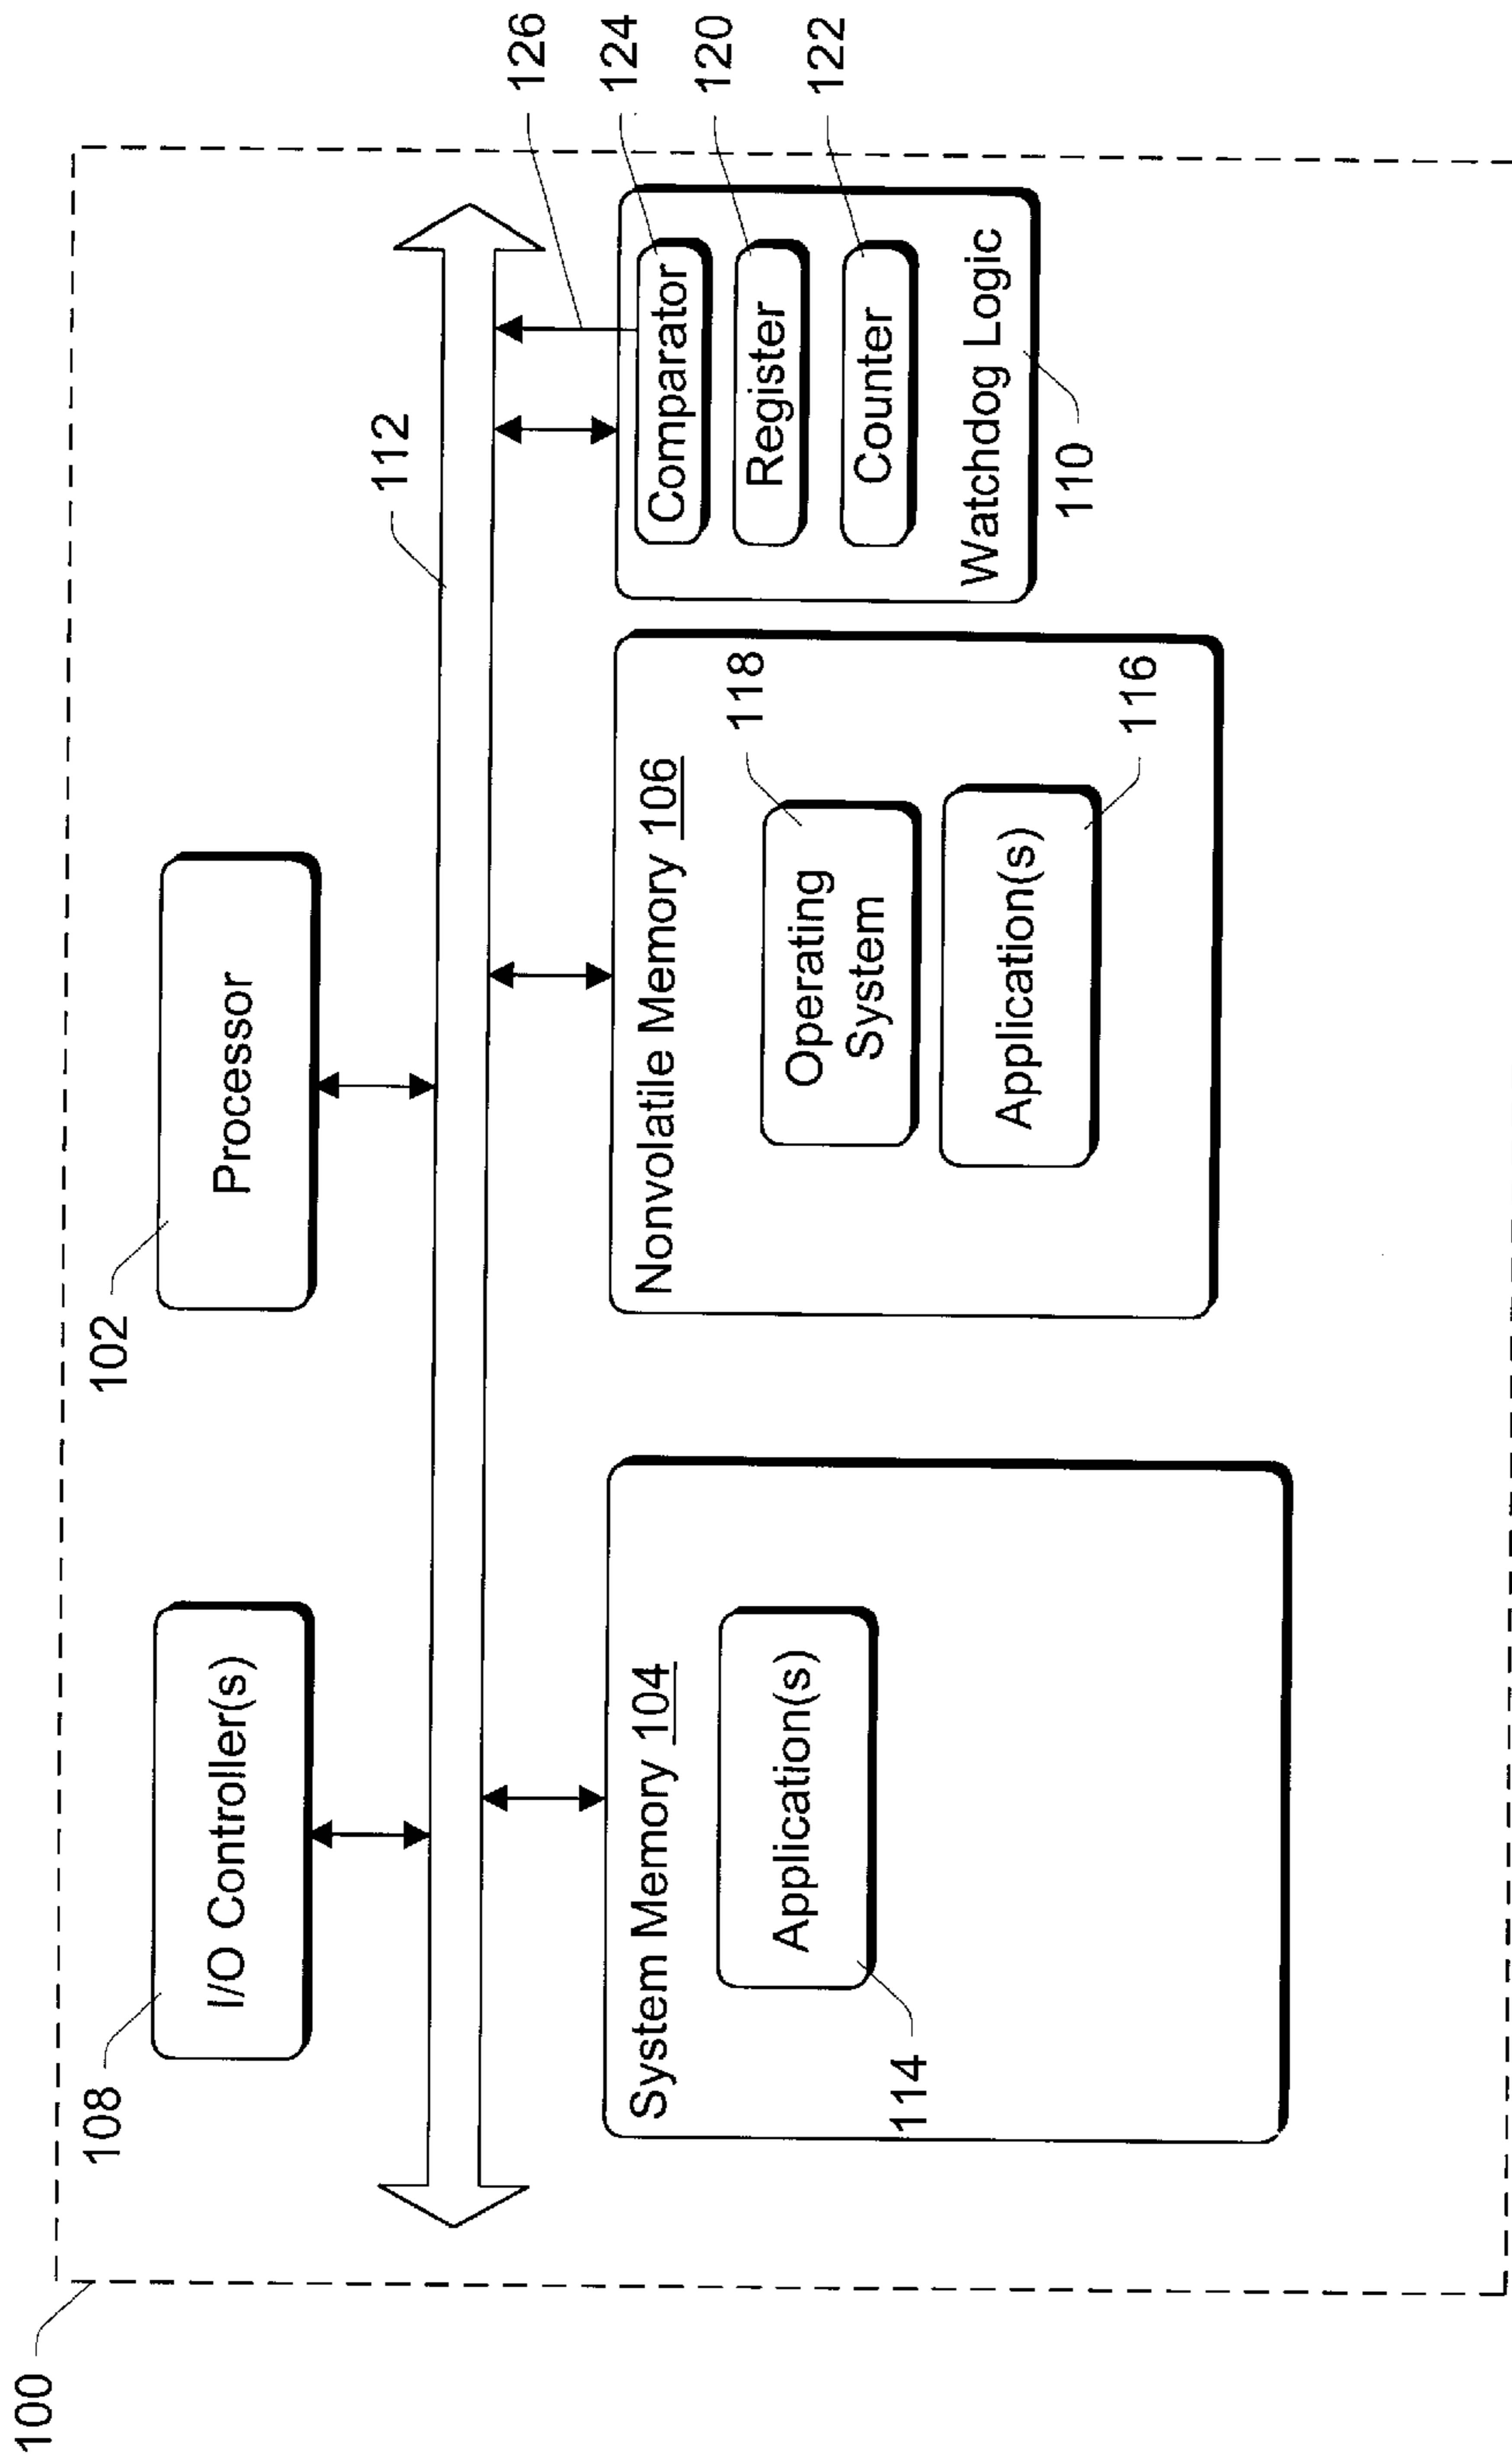 100
108
I/O Controller(s)
102
Processor
112
System Memory 104
Application(s)
114
Nonvolatile Memory 106
118
Operating
System
Application(s)
116
126
124
120
122
Comparator
Register
Counter
Watchdog Logic
110